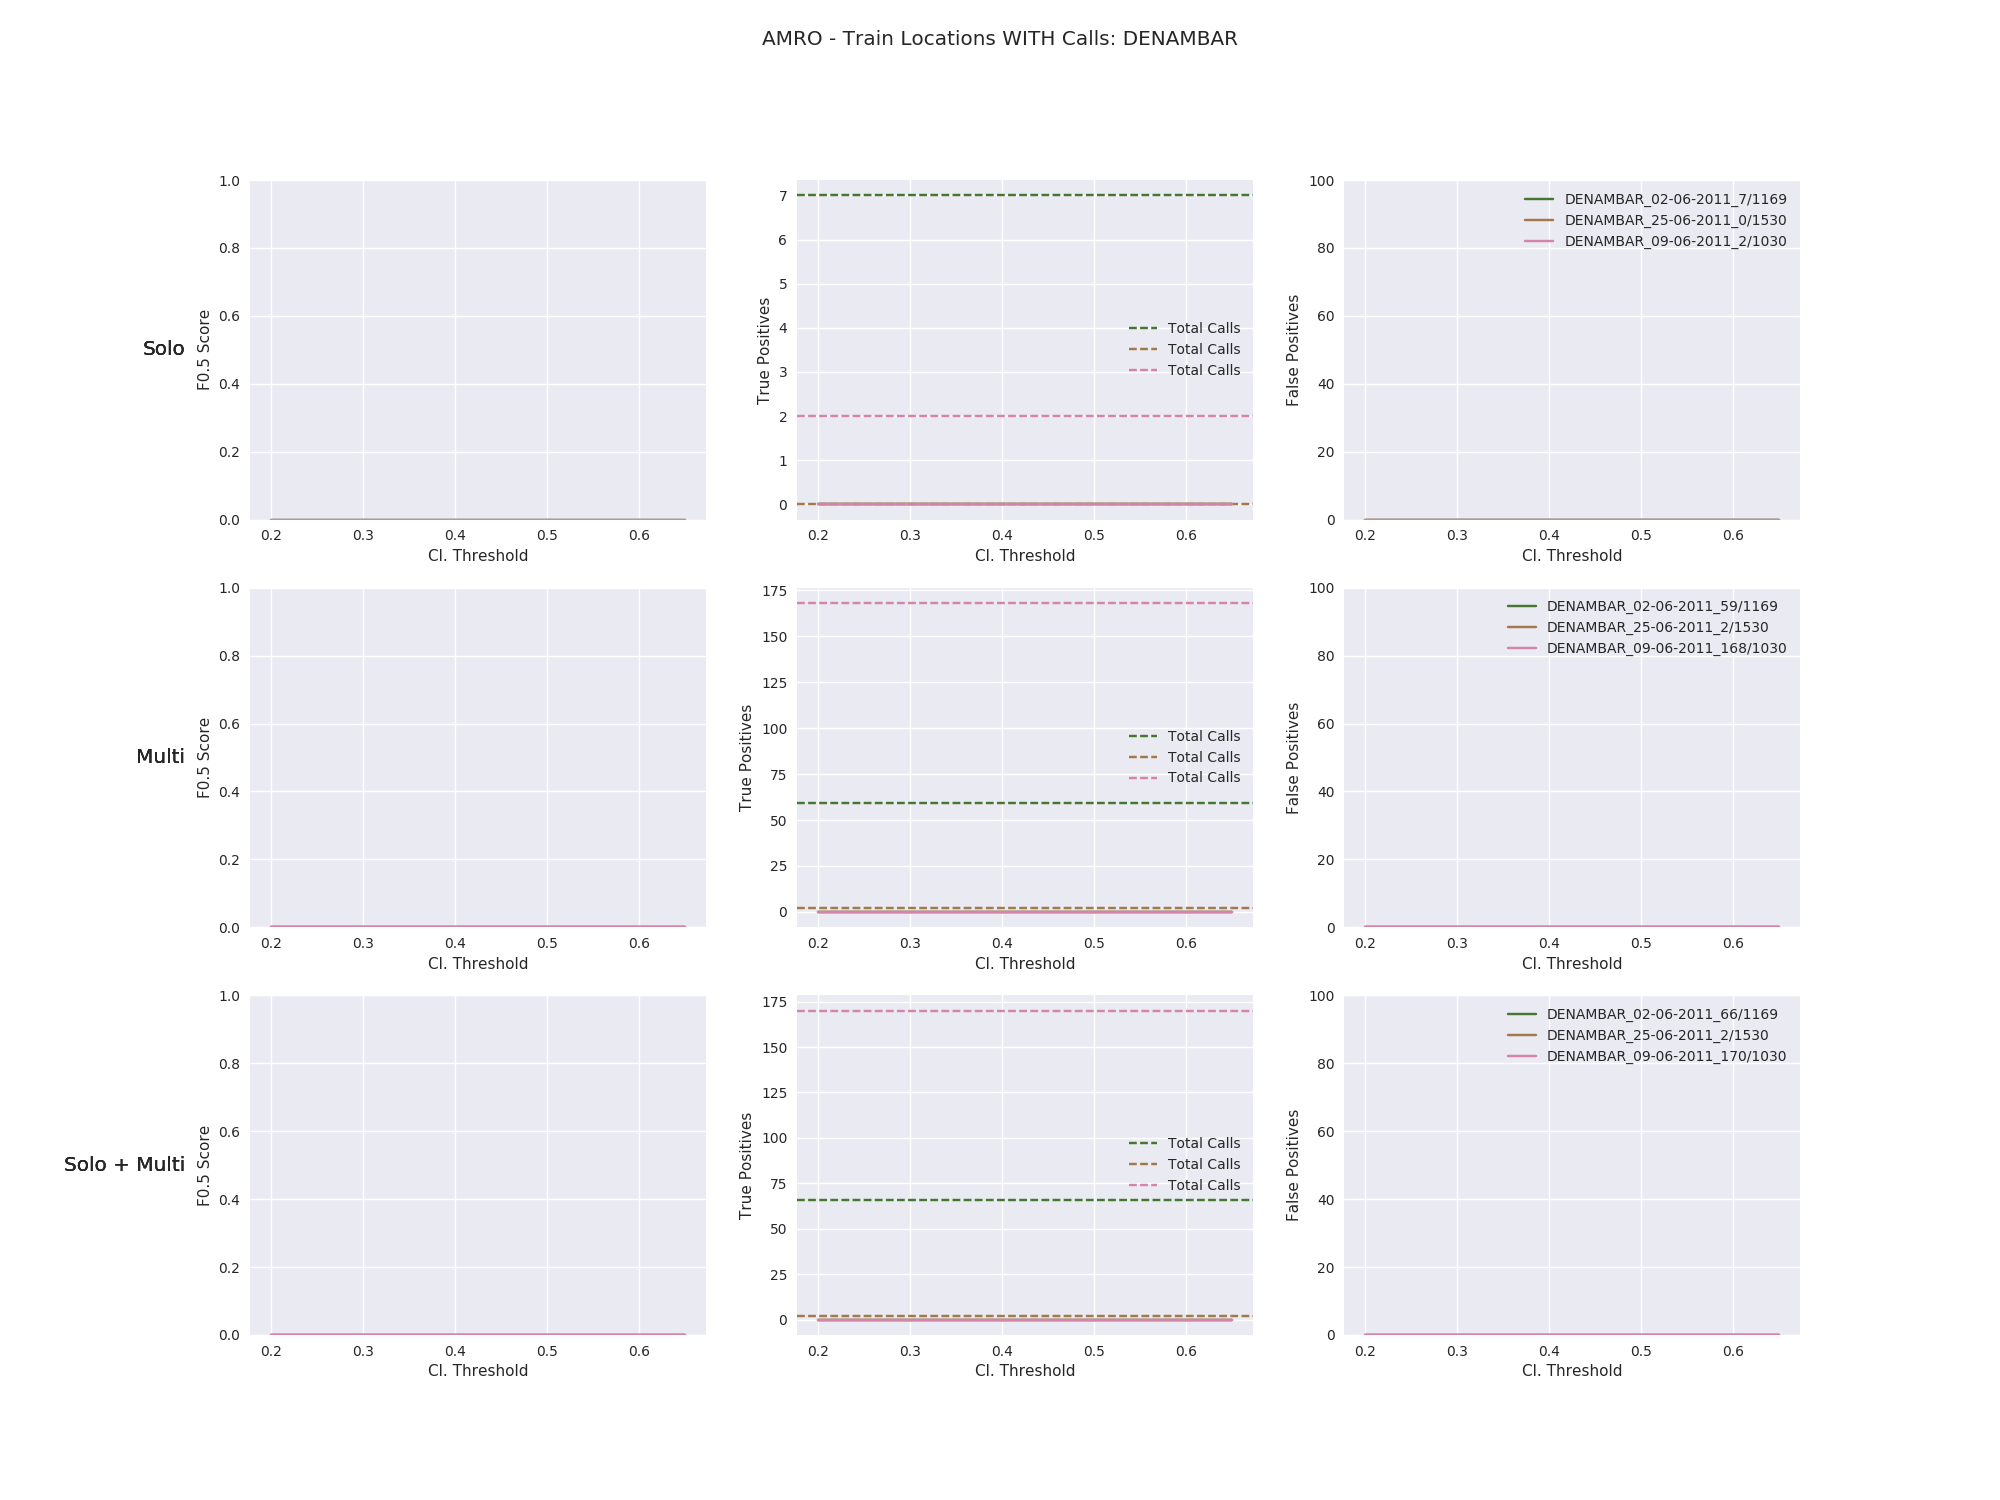 AMRO - Train Locations WITH Calls: DENAMBAR
Solo
F0.5 Score
1.0
0.8
0.6
0.4
0.2
0.0
0.2 0.3 0.4 0.5 0.6
Cl. Threshold
True Positives
7
6
5
4
3
2
1
0
Total Calls
Total Calls
Total Calls
0.2 0.3 0.4 0.5 0.6
Cl. Threshold
False Positives
100
80
60
40
20
0
DENAMBAR_02-06-2011_7/1169
DENAMBAR_25-06-2011_0/1530
DENAMBAR_09-06-2011_2/1030
0.2 0.3 0.4 0.5 0.6
Cl. Threshold
Multi
F0.5 Score
1.0
0.8
0.6
0.4
0.2
0.0
0.2 0.3 0.4 0.5 0.6
Cl. Threshold
True Positives
175
150
125
100
75
50
25
0
Total Calls
Total Calls
Total Calls
0.2 0.3 0.4 0.5 0.6
Cl. Threshold
False Positives
100
80
60
40
20
0
DENAMBAR_02-06-2011_59/1169
DENAMBAR_25-06-2011_2/1530
DENAMBAR_09-06-2011_168/1030
0.2 0.3 0.4 0.5 0.6
Cl. Threshold
Solo + Multi
F0.5 Score
1.0
0.8
0.6
0.4
0.2
0.0
0.2 0.3 0.4 0.5 0.6
Cl. Threshold
True Positives
175
150
125
100
75
50
25
0
Total Calls
Total Calls
Total Calls
0.2 0.3 0.4 0.5 0.6
Cl. Threshold
False Positives
100
80
60
40
20
0
DENAMBAR_02-06-2011_66/1169
DENAMBAR_25-06-2011_2/1530
DENAMBAR_09-06-2011_170/1030
0.2 0.3 0.4 0.5 0.6
Cl. Threshold